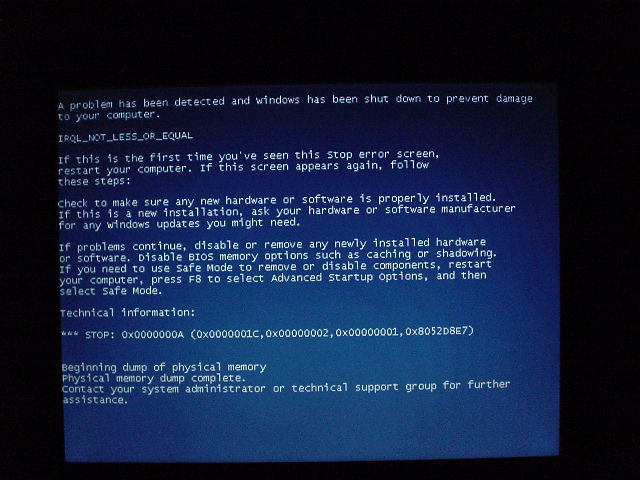 A problem has been detected and windows has been shut down to prevent damage
to your computer.
IRQL_NOT_LESS_OR_EQUAL
If this is the first time you've seen this Stop error screen,
restart your computer. If this screen appears again, follow
these steps:
Check to make sure any new hardware or software is properly installed.
If this is a new installation, ask your hardware or software manufacturer
for any Windows updates you might need.
If problems continue, disable or remove any newly installed hardware
or software. Disable BIOS memory options such as caching or shadowing.
If you need to use Safe Mode to remove or disable components, restart
your computer, press F8 to select Advanced Startup Options, and then
select Safe Mode.
Technical information:
*** STOP: 0x0000000A (0x0000001C,0x00000002,0x00000001,0x8052D8E7)
Beginning dump of physical memory
Physical memory dump complete.
Contact your system administrator or technical support group for further
assistance.